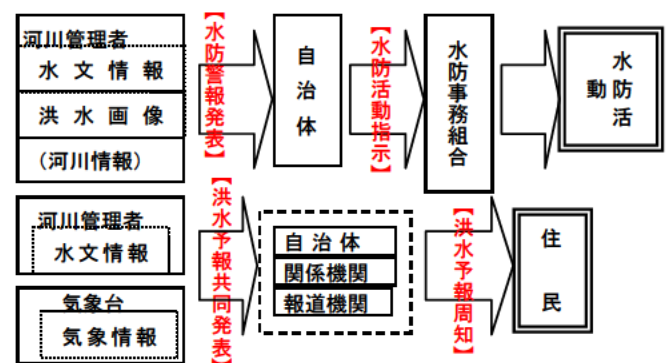 河川管理者
水文情報
洪水画像
(河川情報)
【水防警報発表】
自治体
【水防活動指示】
水防事務組合
水防活動
河川管理者
水文情報
気象台
気象情報
【洪水予報共同発表】
自治体
関係機関
報道機関
【洪水予報周知】
住民